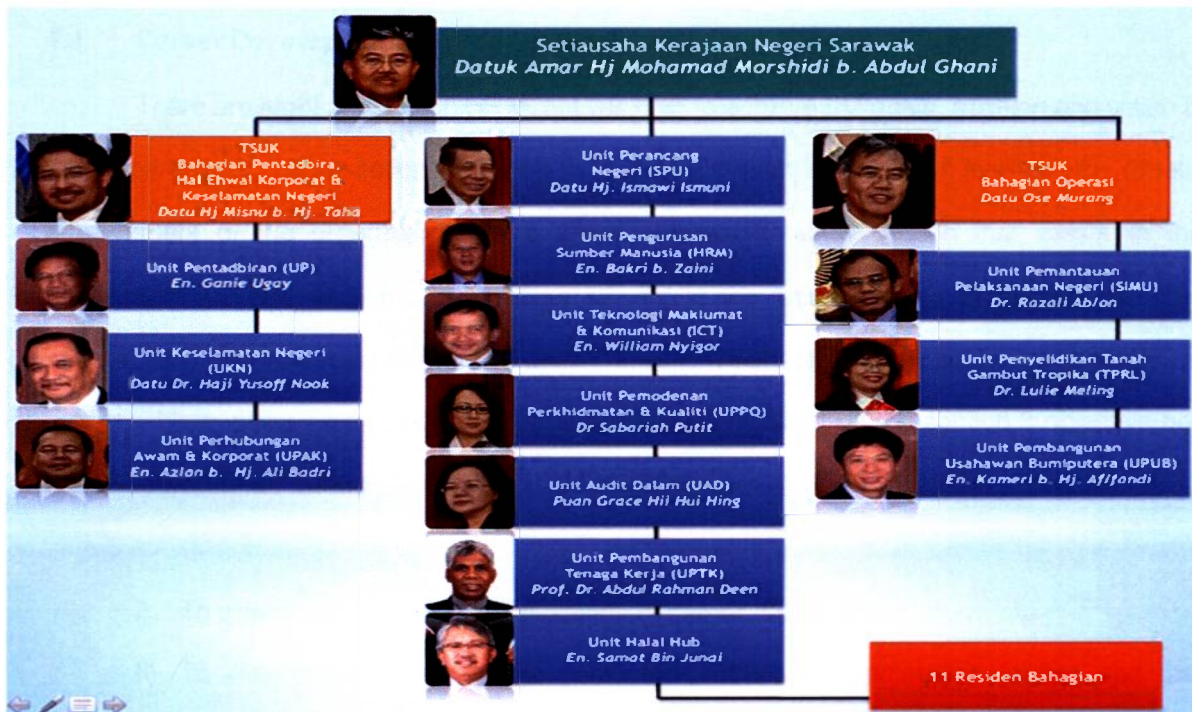 Setiausaha Kerajaan Negeri Sarawak
Datuk Amar Hj Mohamad Morshidi b. Abdul Ghani
TSUK
Bahagian Pentadbira,
Hal Ehwal Korporat &
Keselamatan Negeri
Datu Hj Misnu b. Hj. Taha
Unit Pentadbiran (UP)
En. Ganie Ugay
Unit Keselamatan Negeri
(UKN)
Datu Dr. Haji Yusoff Nook
Unit Perhubungan
Awam & Korporat (UPAK)
En. Azlan b. Hj. Ali Badri
Unit Perancang
Negeri (SPU)
Datu Hj. Ismawi Ismuni
Unit Pengurusan
Sumber Manusia (HRM)
En. Bakri b. Zaini
Unit Teknologi Maklumat
& Komunikasi (ICT)
En. William Nyigor
Unit Pemodenan
Perkhidmatan & Kualiti (UPPQ)
Dr Sabariah Putit
Unit Audit Dalam (UAD)
Puan Grace Hii Hui Hing
Unit Pembangunan
Tenaga Kerja (UPTK)
Prof. Dr. Abdul Rahman Deen
Unit Halal Hub
En. Samat Bin Junai
TSUK
Bahagian Operasi
Datu Ose Murang
Unit Pemantauan
Pelaksanaan Negeri (SIMU)
Dr. Razali Ablon
Unit Penyelidikan Tanah
Gambut Tropika (TPRL)
Dr. Lulie Meling
Unit Pembangunan
Usahawan Bumiputera (UPUB)
En. Kameri b. Hj. Affandi
11 Residen Bahagian